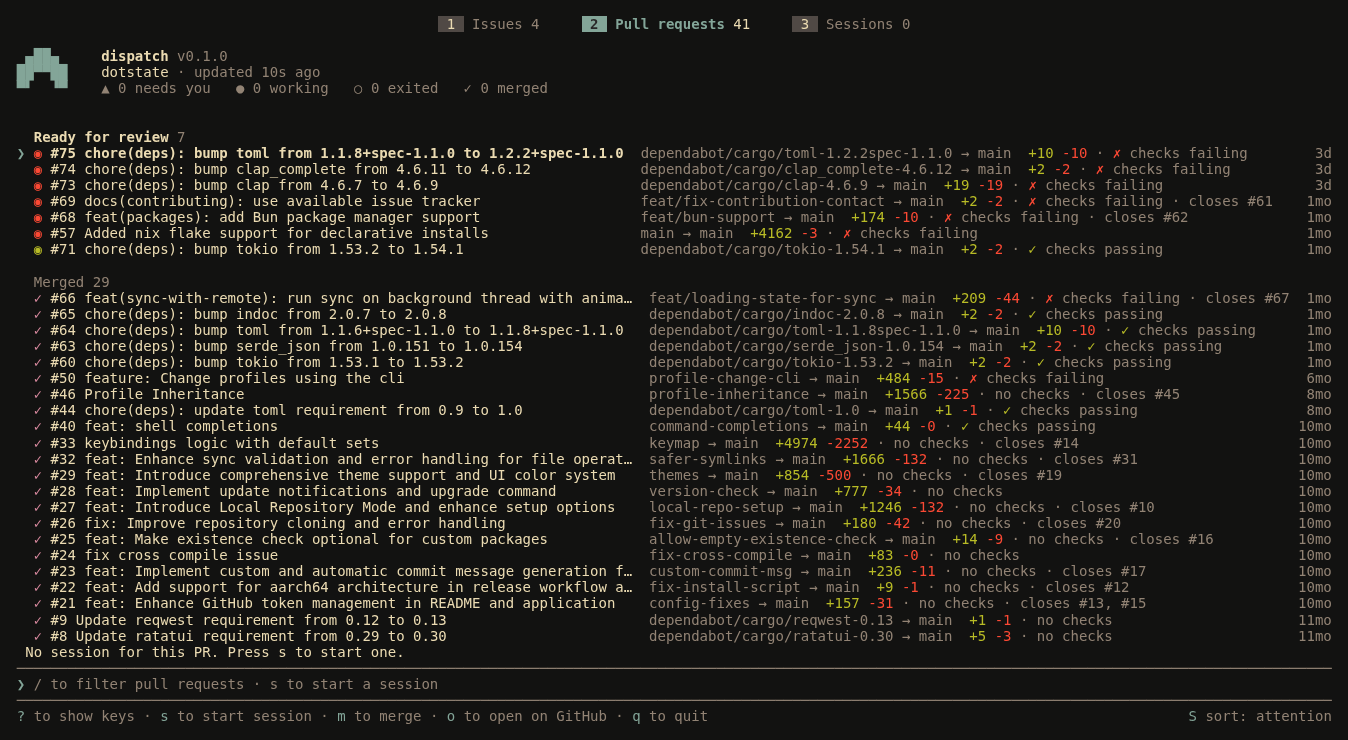 1 Issues 4 2 Pull requests 41 3 Sessions 0
dispatch v0.1.0
dotstate · updated 10s ago
▲ 0 needs you ● 0 working ○ 0 exited ✓ 0 merged
Ready for review 7
❯ ◉ #75 chore(deps): bump toml from 1.1.8+spec-1.1.0 to 1.2.2+spec-1.1.0 dependabot/cargo/toml-1.2.2spec-1.1.0 → main +10 -10 · ✗ checks failing 3d
◉ #74 chore(deps): bump clap_complete from 4.6.11 to 4.6.12 dependabot/cargo/clap_complete-4.6.12 → main +2 -2 · ✗ checks failing 3d
◉ #73 chore(deps): bump clap from 4.6.7 to 4.6.9 dependabot/cargo/clap-4.6.9 → main +19 -19 · ✗ checks failing 3d
◉ #69 docs(contributing): use available issue tracker feat/fix-contribution-contact → main +2 -2 · ✗ checks failing · closes #61 1mo
◉ #68 feat(packages): add Bun package manager support feat/bun-support → main +174 -10 · ✗ checks failing · closes #62 1mo
◉ #57 Added nix flake support for declarative installs main → main +4162 -3 · ✗ checks failing 1mo
◉ #71 chore(deps): bump tokio from 1.53.2 to 1.54.1 dependabot/cargo/tokio-1.54.1 → main +2 -2 · ✓ checks passing 1mo
Merged 29
✓ #66 feat(sync-with-remote): run sync on background thread with anima… feat/loading-state-for-sync → main +209 -44 · ✗ checks failing · closes #67 1mo
✓ #65 chore(deps): bump indoc from 2.0.7 to 2.0.8 dependabot/cargo/indoc-2.0.8 → main +2 -2 · ✓ checks passing 1mo
✓ #64 chore(deps): bump toml from 1.1.6+spec-1.1.0 to 1.1.8+spec-1.1.0 dependabot/cargo/toml-1.1.8spec-1.1.0 → main +10 -10 · ✓ checks passing 1mo
✓ #63 chore(deps): bump serde_json from 1.0.151 to 1.0.154 dependabot/cargo/serde_json-1.0.154 → main +2 -2 · ✓ checks passing 1mo
✓ #60 chore(deps): bump tokio from 1.53.1 to 1.53.2 dependabot/cargo/tokio-1.53.2 → main +2 -2 · ✓ checks passing 1mo
✓ #50 feature: Change profiles using the cli profile-change-cli → main +484 -15 · ✗ checks failing 6mo
✓ #46 Profile Inheritance profile-inheritance → main +1566 -225 · no checks · closes #45 8mo
✓ #44 chore(deps): update toml requirement from 0.9 to 1.0 dependabot/cargo/toml-1.0 → main +1 -1 · ✓ checks passing 8mo
✓ #40 feat: shell completions command-completions → main +44 -0 · ✓ checks passing 10mo
✓ #33 keybindings logic with default sets keymap → main +4974 -2252 · no checks · closes #14 10mo
✓ #32 feat: Enhance sync validation and error handling for file operat… safer-symlinks → main +1666 -132 · no checks · closes #31 10mo
✓ #29 feat: Introduce comprehensive theme support and UI color system themes → main +854 -500 · no checks · closes #19 10mo
✓ #28 feat: Implement update notifications and upgrade command version-check → main +777 -34 · no checks 10mo
✓ #27 feat: Introduce Local Repository Mode and enhance setup options local-repo-setup → main +1246 -132 · no checks · closes #10 10mo
✓ #26 fix: Improve repository cloning and error handling fix-git-issues → main +180 -42 · no checks · closes #20 10mo
✓ #25 feat: Make existence check optional for custom packages allow-empty-existence-check → main +14 -9 · no checks · closes #16 10mo
✓ #24 fix cross compile issue fix-cross-compile → main +83 -0 · no checks 10mo
✓ #23 feat: Implement custom and automatic commit message generation f… custom-commit-msg → main +236 -11 · no checks · closes #17 10mo
✓ #22 feat: Add support for aarch64 architecture in release workflow a… fix-install-script → main +9 -1 · no checks · closes #12 10mo
✓ #21 feat: Enhance GitHub token management in README and application config-fixes → main +157 -31 · no checks · closes #13, #15 10mo
✓ #9 Update reqwest requirement from 0.12 to 0.13 dependabot/cargo/reqwest-0.13 → main +1 -1 · no checks 11mo
✓ #8 Update ratatui requirement from 0.29 to 0.30 dependabot/cargo/ratatui-0.30 → main +5 -3 · no checks 11mo
No session for this PR. Press s to start one.
❯ / to filter pull requests · s to start a session
? to show keys · s to start session · m to merge · o to open on GitHub · q to quit S sort: attention